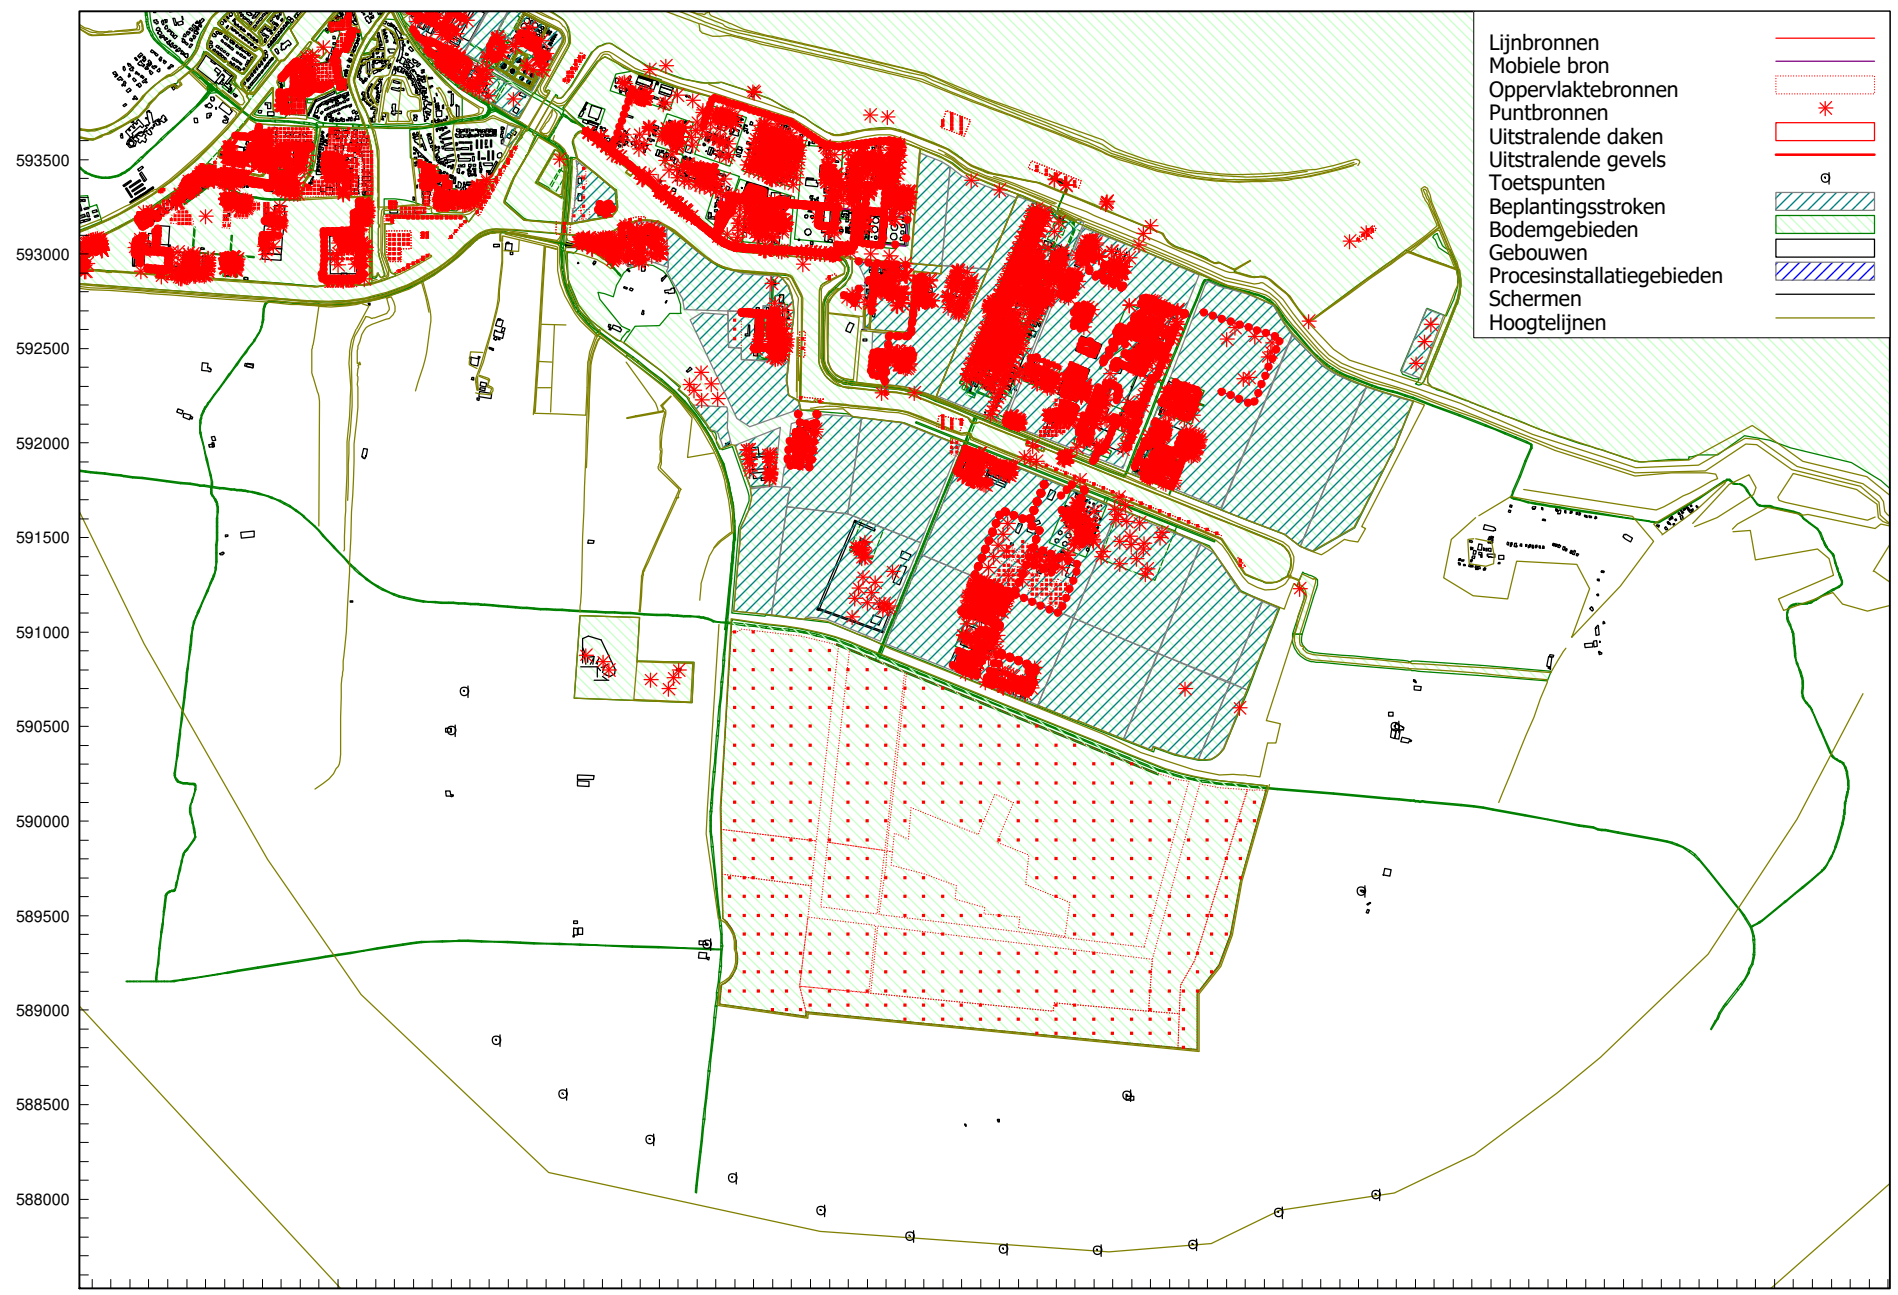 Lijnbronnen
Mobiele bron
Oppervlaktebronnen
Puntbronnen
Uitstralende daken
Uitstralende gevels
Toetspunten
Beplantingsstroken
Bodemgebieden
Gebouwen
Procesinstallatiegebieden
Schermen
Hoogtelijnen
593500
593000
592500
592000
591500
591000
590500
590000
589500
589000
588500
588000